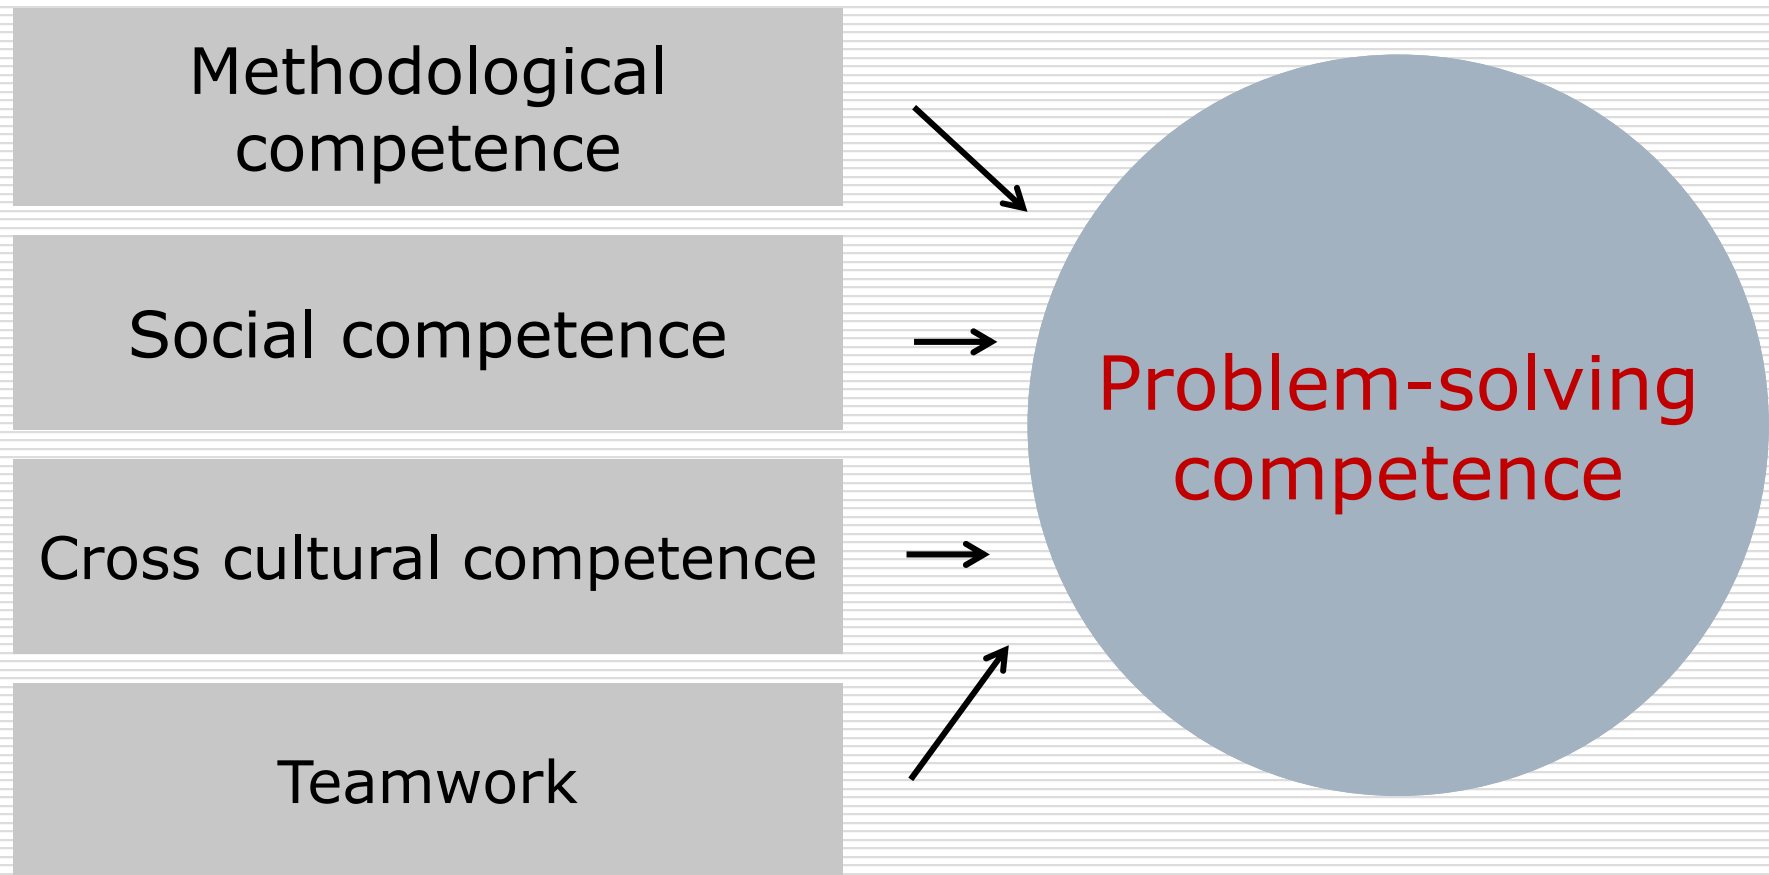 Methodological
competence
Social competence
Cross cultural competence
Teamwork
Problem-solving
competence